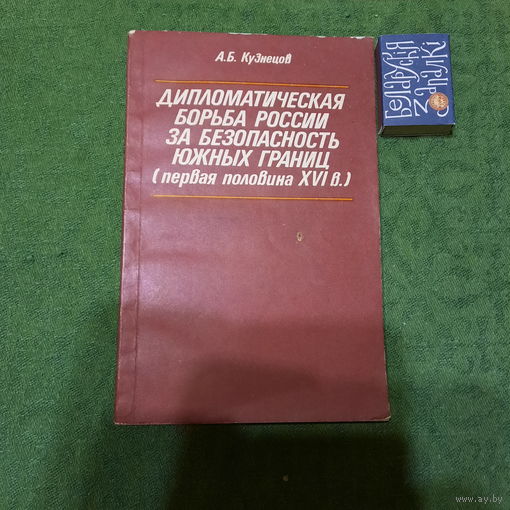 А.Б. Кузнецов
ДИПЛОМАТИЧЕСКАЯ
БОРЬБА РОССИИ
ЗА БЕЗОПАСНОСТЬ
ЮЖНЫХ ГРАНИЦ
(первая половина XVI в.)
БЕЛАРУСКІЯ
ЗАПАЛКІ
www.ay.by